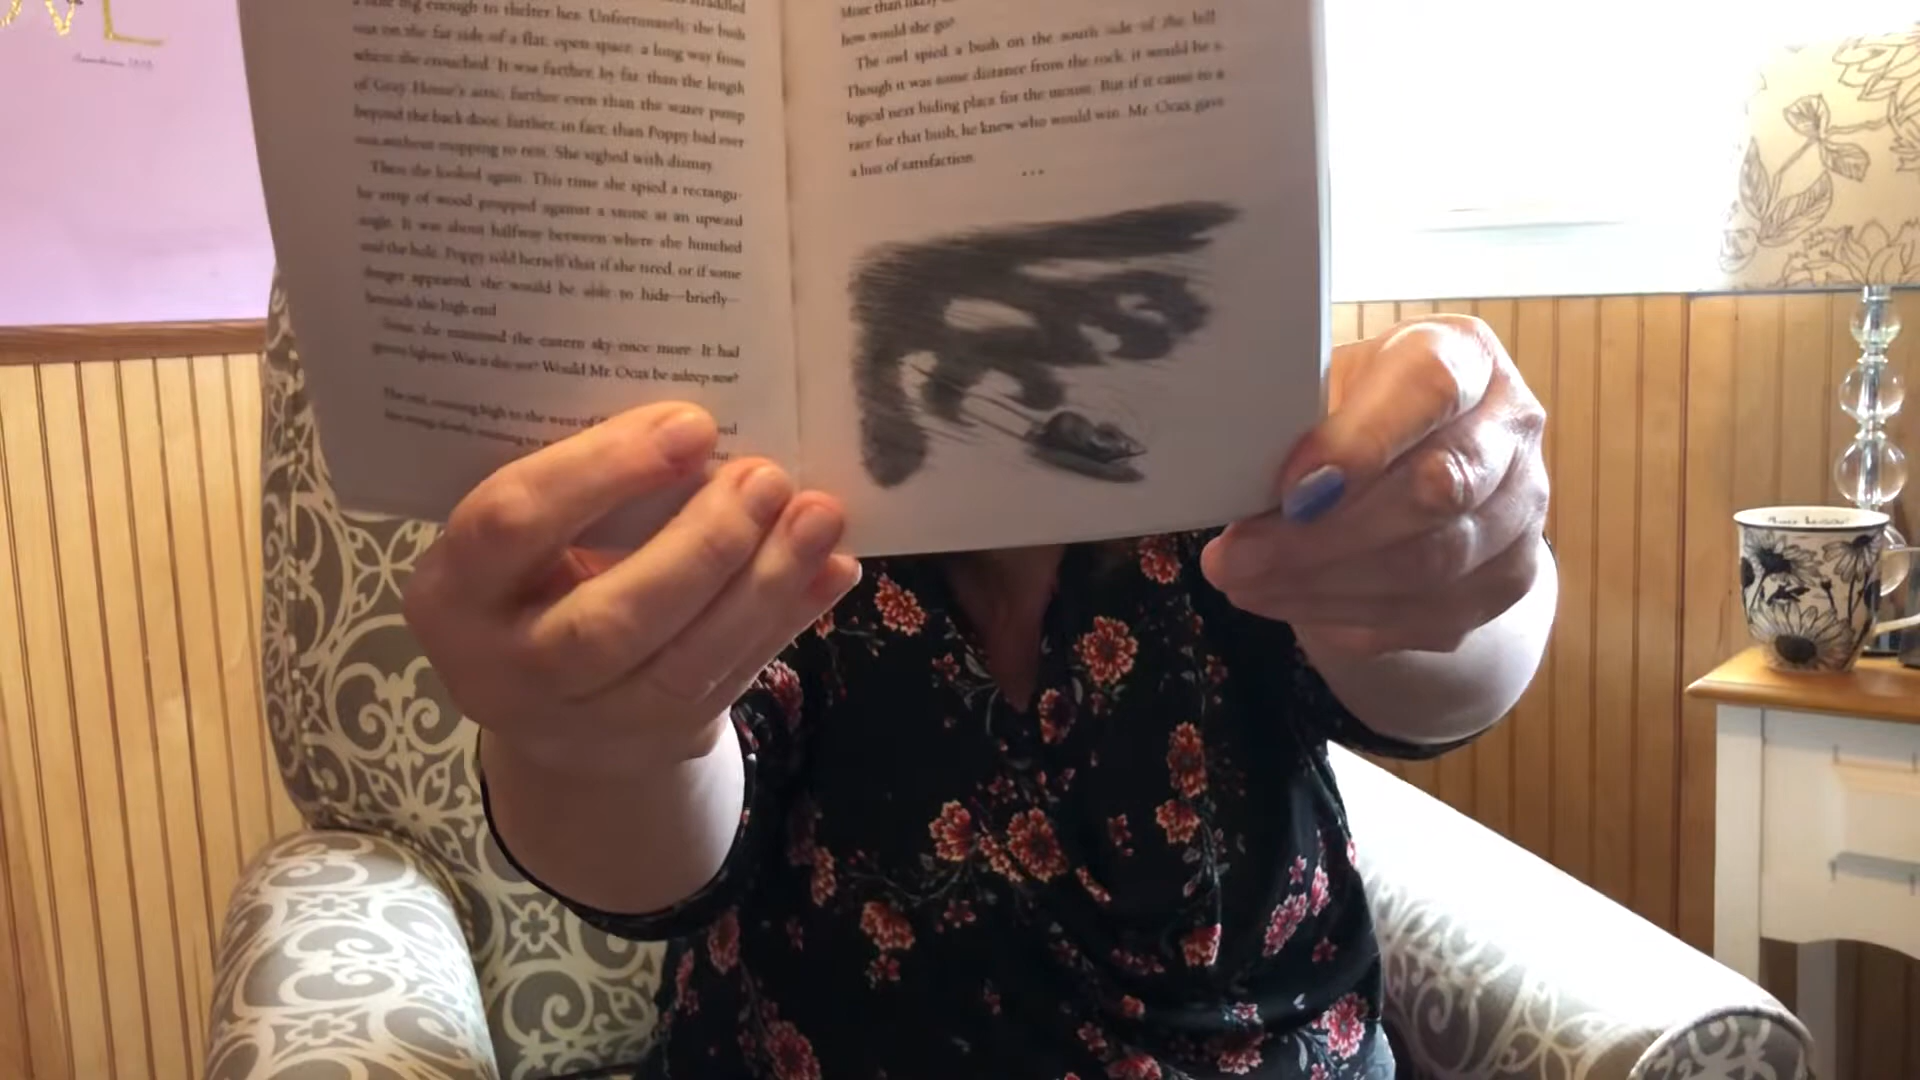 big enough to shelter her. Unfortunately, the bush
was on the far side of a flat, open space, a long way from
where she crouched. It was farther, by far, than the length
of Gray House's attic, farther even than the water pump
beyond the back door, farther, in fact, than Poppy had ever
run without stopping to rest. She sighed with dismay.
Then she looked again. This time she spied a rectangu-
lar strip of wood propped against a stone at an upward
angle. It was about halfway between where she hunched
and the hole. Poppy told herself that if she tired, or if some
danger appeared, she would be able to hide—briefly—
beneath the high end.
she scanned the eastern sky once more. It had
grown lighter. Was it day yet? Would Mr. Ocax be asleep now?
The owl, high to the west of
More than likely
how would she go?
The owl spied a bush on the south side of the hill
Though it was some distance from the rock, it would be a
logical next hiding place for the mouse. But if it came to a
race for that bush, he knew who would win. Mr. Ocax gave
a hiss of satisfaction.
...